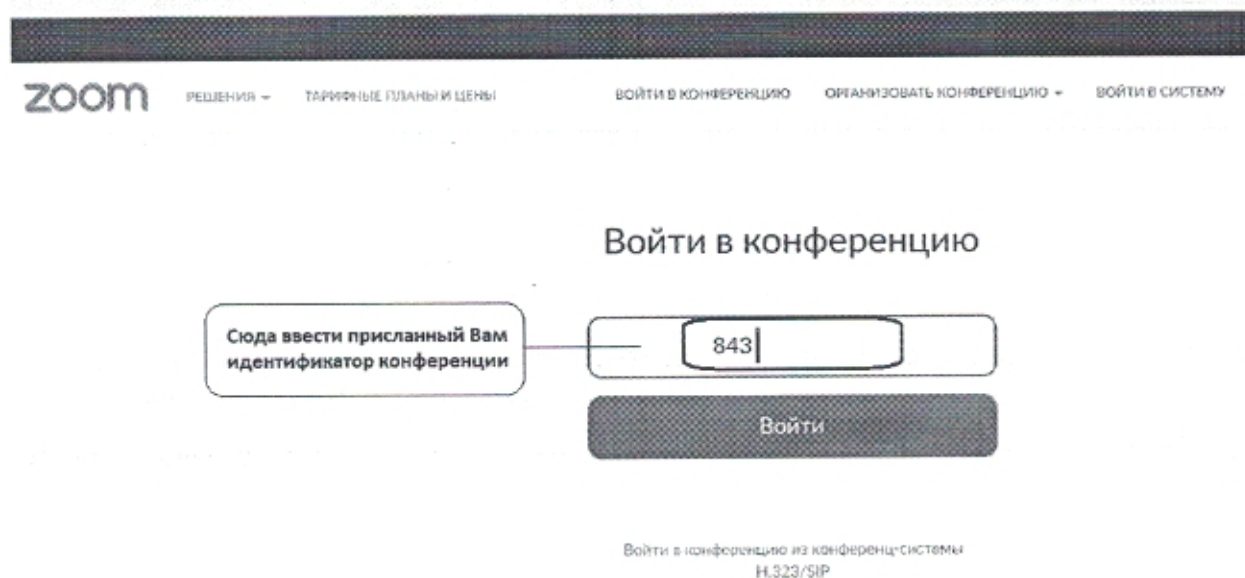 zoom РЕШЕНИЯ ТАРИФНЫЕ ПЛАНЫ И ЦЕНЫ ВОЙТИ В КОНФЕРЕНЦИЮ ОРГАНИЗОВАТЬ КОНФЕРЕНЦИЮ ВОЙТИ В СИСТЕМУ
Войти в конференцию
Сюда ввести присланный Вам
идентификатор конференции
843
Войти
Войти в конференцию из конференц-системы
H.323/SIP